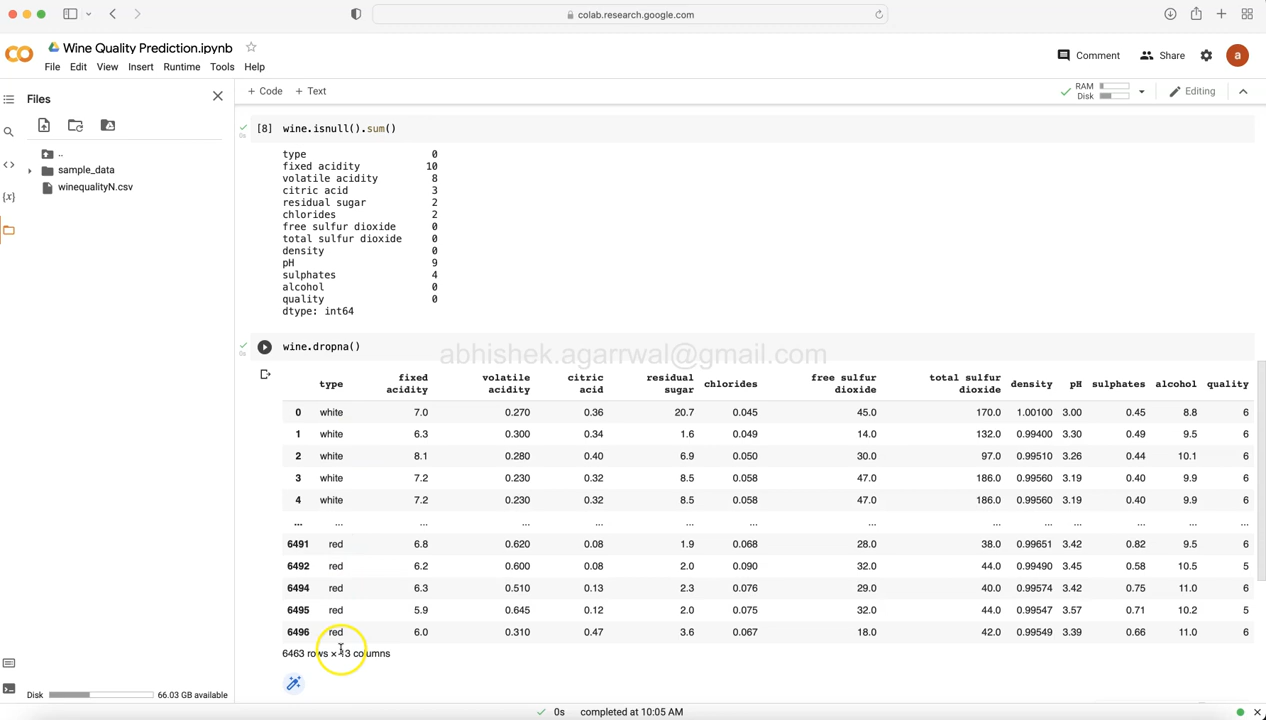 colab.research.google.com
Wine Quality Prediction.ipynb
File Edit View Insert Runtime Tools Help
Comment Share a
Files
+ Code + Text
RAM
Disk
Editing
..
sample_data
winequalityN.csv
{x}
[8] wine.isnull().sum()
0s
type 0
fixed acidity 10
volatile acidity 8
citric acid 3
residual sugar 2
chlorides 2
free sulfur dioxide 0
total sulfur dioxide 0
density 0
pH 9
sulphates 4
alcohol 0
quality 0
dtype: int64
wine.dropna()
0s
abhishek.agarrwal@gmail.com
type fixed acidity volatile acidity citric acid residual sugar chlorides free sulfur dioxide total sulfur dioxide density pH sulphates alcohol quality
0 white 7.0 0.270 0.36 20.7 0.045 45.0 170.0 1.00100 3.00 0.45 8.8 6
1 white 6.3 0.300 0.34 1.6 0.049 14.0 132.0 0.99400 3.30 0.49 9.5 6
2 white 8.1 0.280 0.40 6.9 0.050 30.0 97.0 0.99510 3.26 0.44 10.1 6
3 white 7.2 0.230 0.32 8.5 0.058 47.0 186.0 0.99560 3.19 0.40 9.9 6
4 white 7.2 0.230 0.32 8.5 0.058 47.0 186.0 0.99560 3.19 0.40 9.9 6
... ... ... ... ... ... ... ... ... ... ... ... ... ...
6491 red 6.8 0.620 0.08 1.9 0.068 28.0 38.0 0.99651 3.42 0.82 9.5 6
6492 red 6.2 0.600 0.08 2.0 0.090 32.0 44.0 0.99490 3.45 0.58 10.5 5
6494 red 6.3 0.510 0.13 2.3 0.076 29.0 40.0 0.99574 3.42 0.75 11.0 6
6495 red 5.9 0.645 0.12 2.0 0.075 32.0 44.0 0.99547 3.57 0.71 10.2 5
6496 red 6.0 0.310 0.47 3.6 0.067 18.0 42.0 0.99549 3.39 0.66 11.0 6
6463 rows × 13 columns
Disk 66.03 GB available
0s completed at 10:05 AM